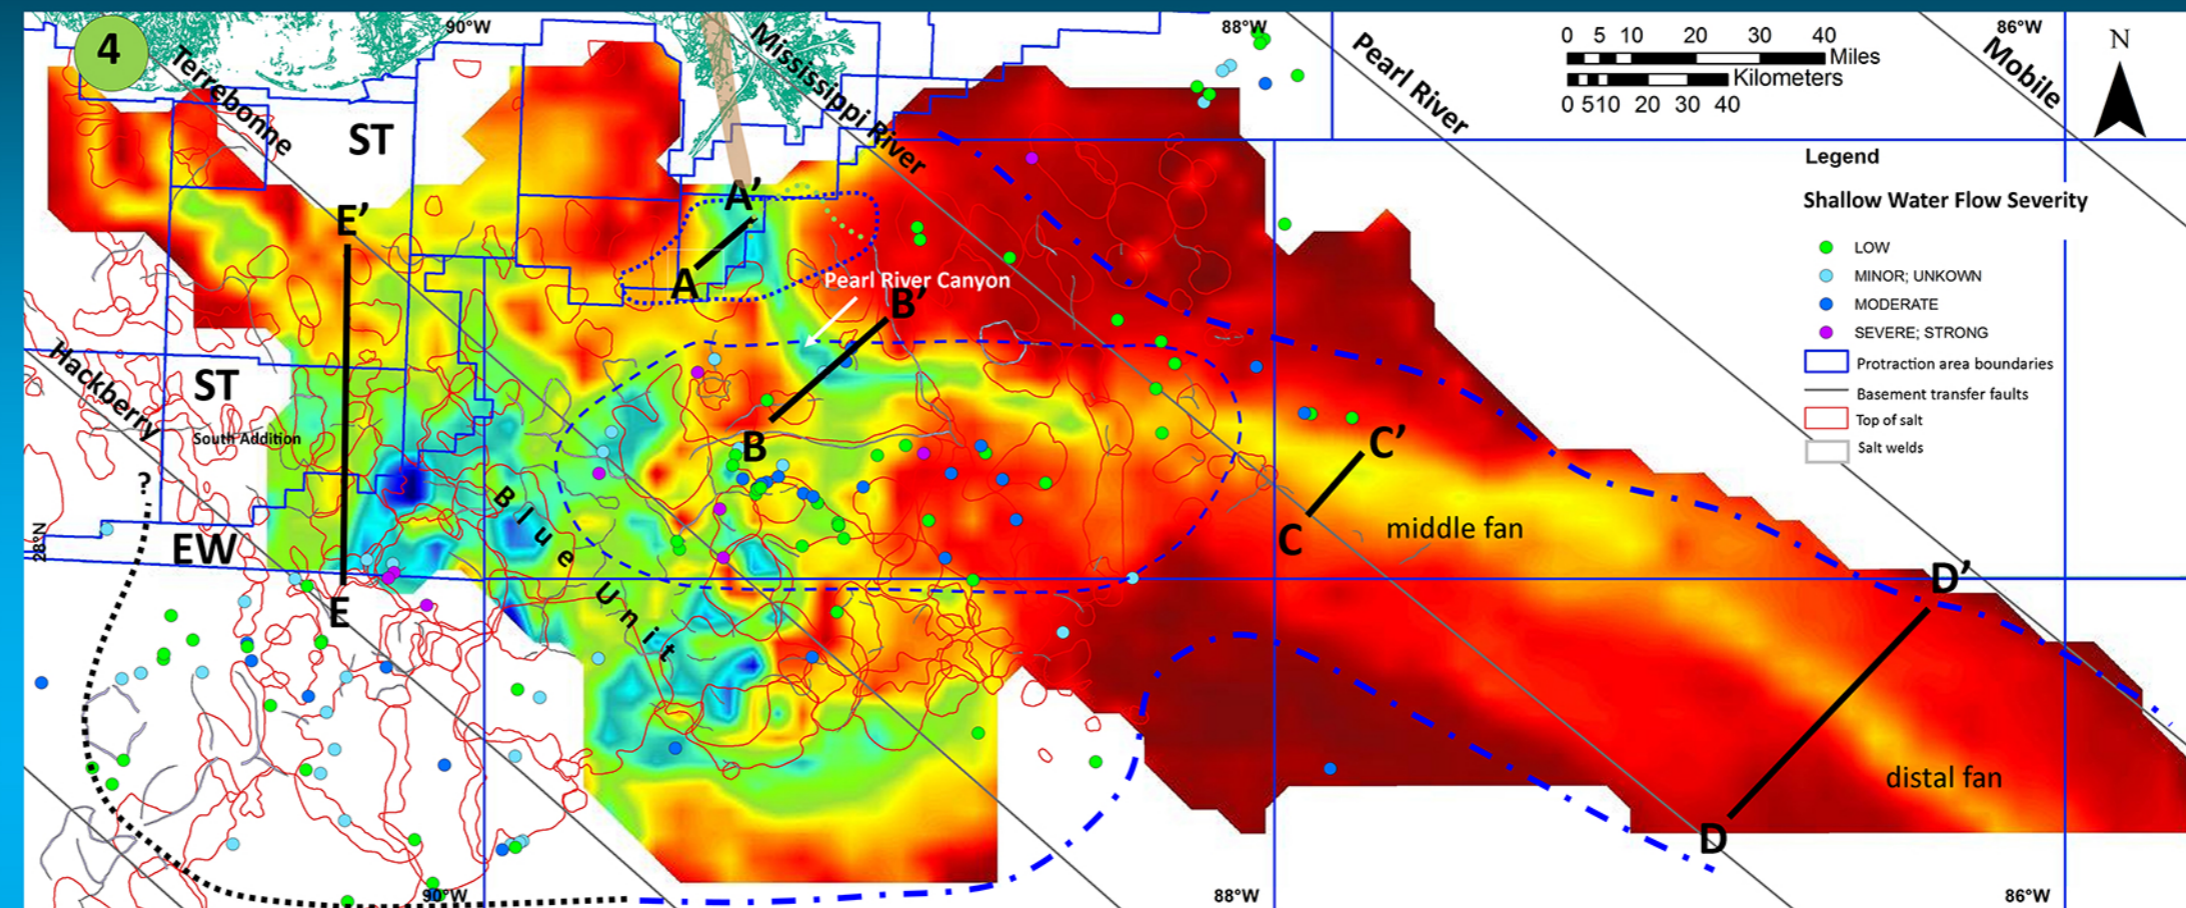 4
90°W
88°W
86°W
Terrebonne
Mississippi River
Pearl River
Mobile
0 5 10 20 30 40
Miles
Kilometers
0 510 20 30 40
N
ST
Legend
Shallow Water Flow Severity
LOW
MINOR; UNKOWN
MODERATE
SEVERE; STRONG
Protraction area boundaries
Basement transfer faults
Top of salt
Salt welds
E’
A’
A
Pearl River Canyon
B’
Hackberry
ST
South Addition
B
C’
?
Blue Unit
middle fan
C
28°N
EW
D’
E
distal fan
D
90°W
88°W
86°W